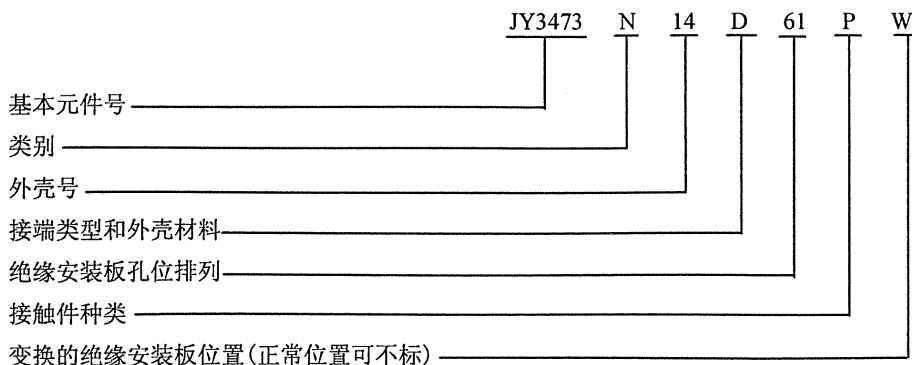 JY3473 N 14 D 61 P W
基本元件号
类别
外壳号
接端类型和外壳材料
绝缘安装板孔位排列
接触件种类
变换的绝缘安装板位置(正常位置可不标)